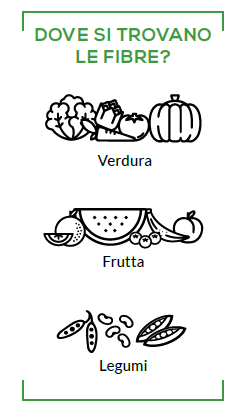 DOVE SI TROVANO
LE FIBRE?
Verdura
Frutta
Legumi